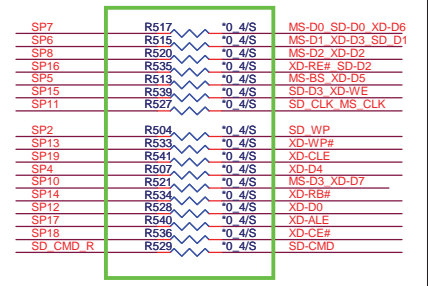 SP7 R517 *0_4/S MS-D0_SD-D0_XD-D6
SP6 R515 *0_4/S MS-D1_XD-D3_SD_D1
SP8 R520 *0_4/S MS-D2_XD-D2
SP16 R535 *0_4/S XD-RE#_SD-D2
SP5 R513 *0_4/S MS-BS_XD-D5
SP15 R539 *0_4/S SD-D3_XD-WE
SP11 R527 *0_4/S SD_CLK_MS_CLK
SP2 R504 *0_4/S SD_WP
SP13 R533 *0_4/S XD-WP#
SP19 R541 *0_4/S XD-CLE
SP4 R507 *0_4/S XD-D4
SP10 R521 *0_4/S MS-D3_XD-D7
SP14 R534 *0_4/S XD-RB#
SP12 R528 *0_4/S XD-D0
SP17 R540 *0_4/S XD-ALE
SP18 R536 *0_4/S XD-CE#
SD_CMD_R R529 *0_4/S SD-CMD